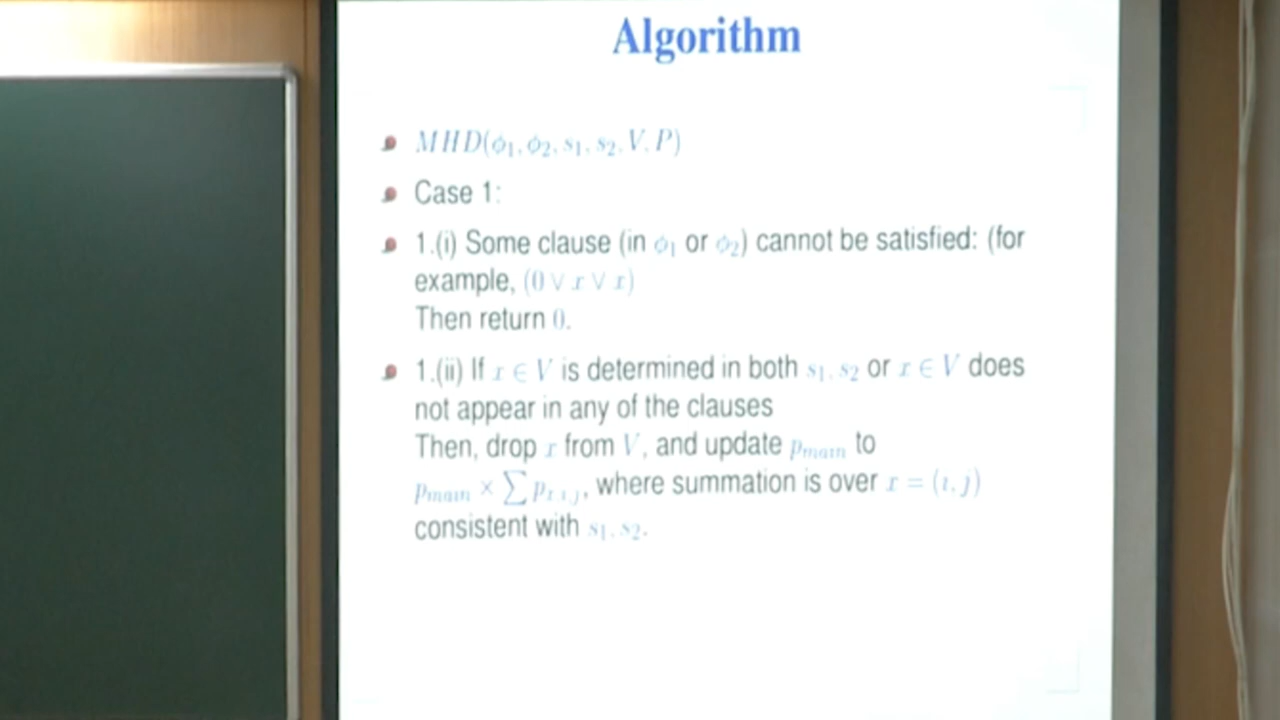 Algorithm
MHD(ϕ₁, ϕ₂, s₁, s₂, V, P)
Case 1:
1.(i) Some clause (in ϕ₁ or ϕ₂) cannot be satisfied: (for
example, (0 ∨ x ∨ x)
Then return 0.
1.(ii) If x ∈ V is determined in both s₁, s₂ or x ∈ V does
not appear in any of the clauses
Then, drop x from V, and update pₘₐᵢₙ to
pₘₐᵢₙ × ∑ pₓ,ᵢ,ⱼ, where summation is over x = (i, j)
consistent with s₁, s₂.